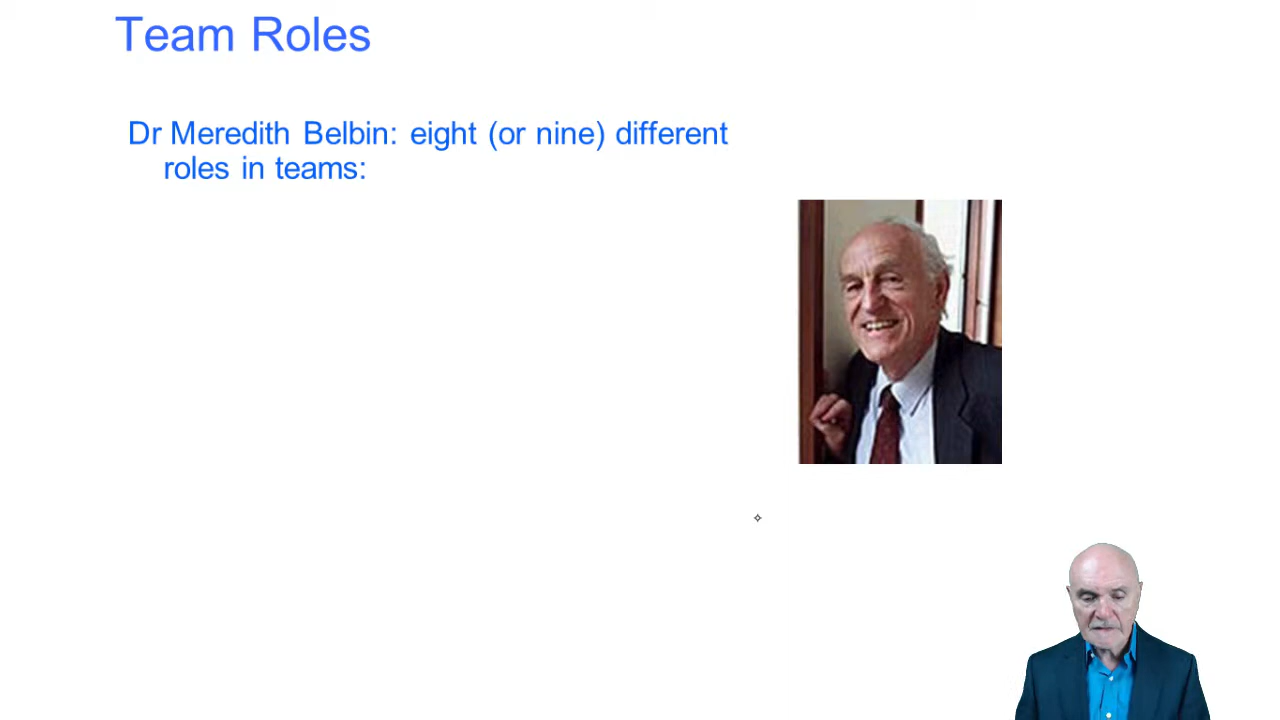 Team Roles
Dr Meredith Belbin: eight (or nine) different
roles in teams: